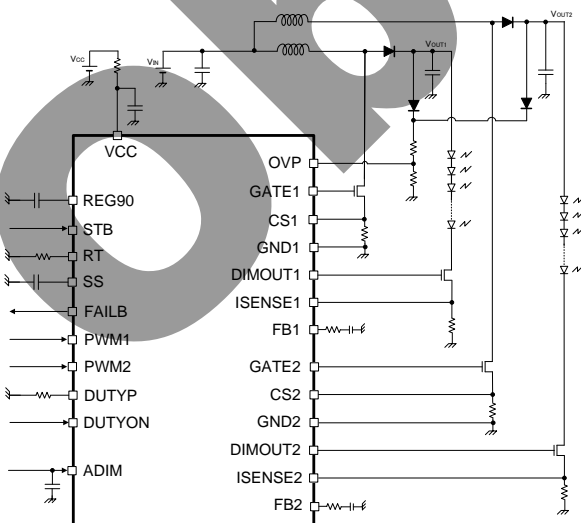 VOUT2
VCC
VIN
VOUT1
VCC
OVP
REG90
GATE1
STB
CS1
RT
GND1
SS
DIMOUT1
FAILB
ISENSE1
PWM1
FB1
PWM2
GATE2
DUTYP
CS2
DUTYON
GND2
DIMOUT2
ADIM
ISENSE2
FB2